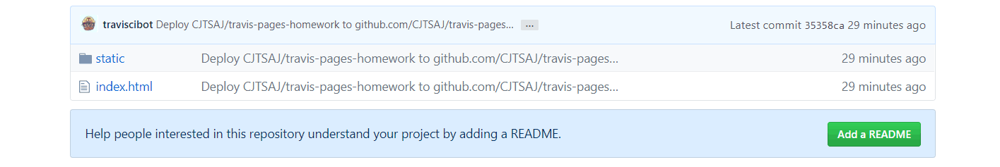 traviscibot Deploy CJTSAJ/travis-pages-homework to github.com/CJTSAJ/travis-pages... ... Latest commit 35358ca 29 minutes ago
static Deploy CJTSAJ/travis-pages-homework to github.com/CJTSAJ/travis-pages... 29 minutes ago
index.html Deploy CJTSAJ/travis-pages-homework to github.com/CJTSAJ/travis-pages... 29 minutes ago
Help people interested in this repository understand your project by adding a README. Add a README